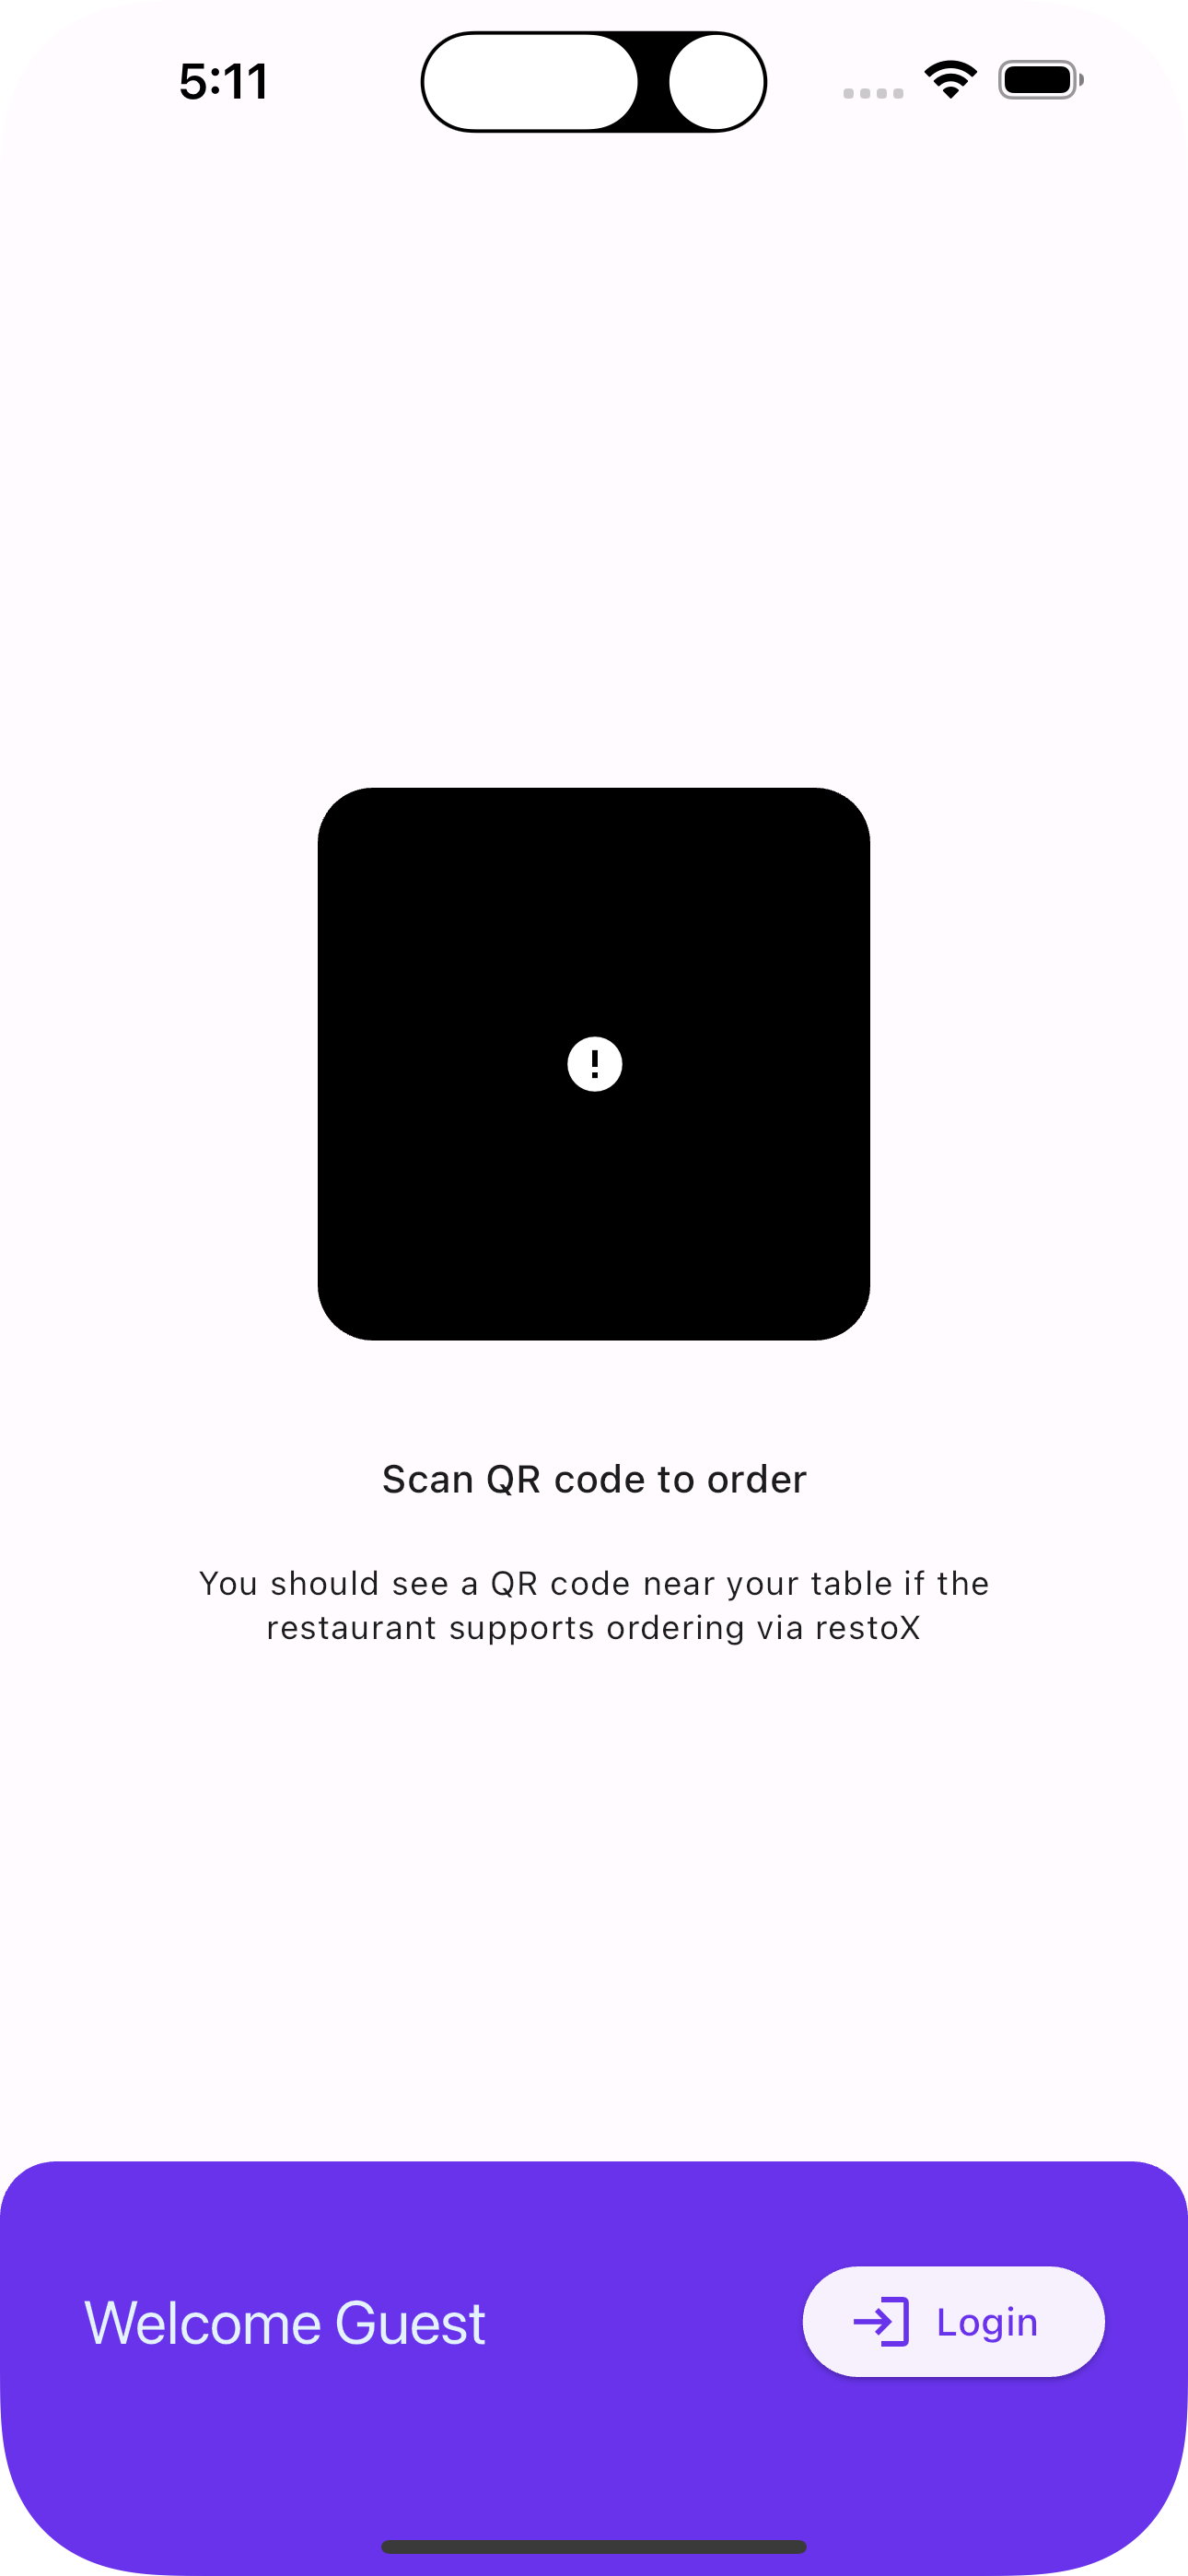 5:11
Scan QR code to order
You should see a QR code near your table if the
restaurant supports ordering via restoX
Welcome Guest
Login